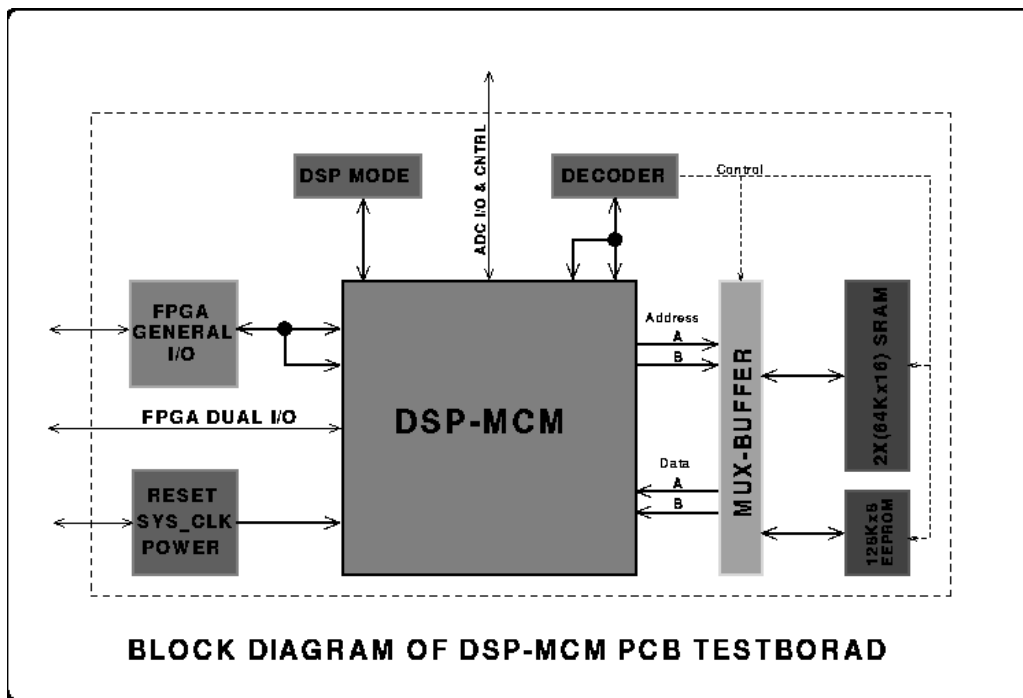 ADC I/O & CNTRL
DSP MODE
DECODER
Control
FPGA
GENERAL
I/O
Address
A
B
MUX-BUFFER
2X(64Kx16) SRAM
FPGA DUAL I/O
DSP-MCM
Data
A
B
RESET
SYS_CLK
POWER
128Kx8
EEPROM
BLOCK DIAGRAM OF DSP-MCM PCB TESTBORAD